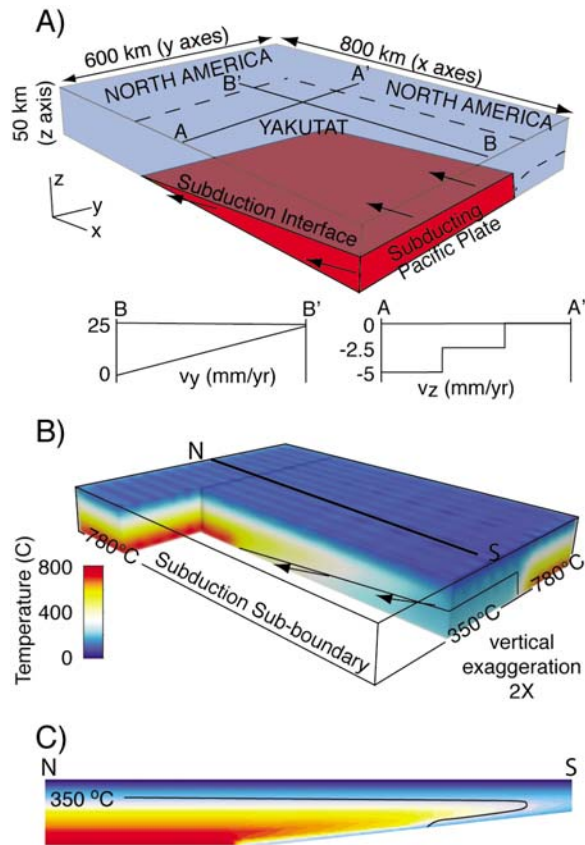 A)
600 km (y axes)
800 km (x axes)
50 km
(z axis)
NORTH AMERICA
NORTH AMERICA
A'
B'
A
B
YAKUTAT
Subduction Interface
Subducting
Pacific Plate
z
y
x
B
B'
25
0
vy (mm/yr)
A
A'
0
-2.5
-5
vz (mm/yr)
B)
N
S
780°C
780°C
350°C
Subduction Sub-boundary
Temperature (C)
800
400
0
vertical
exaggeration
2X
C)
N
S
350 °C